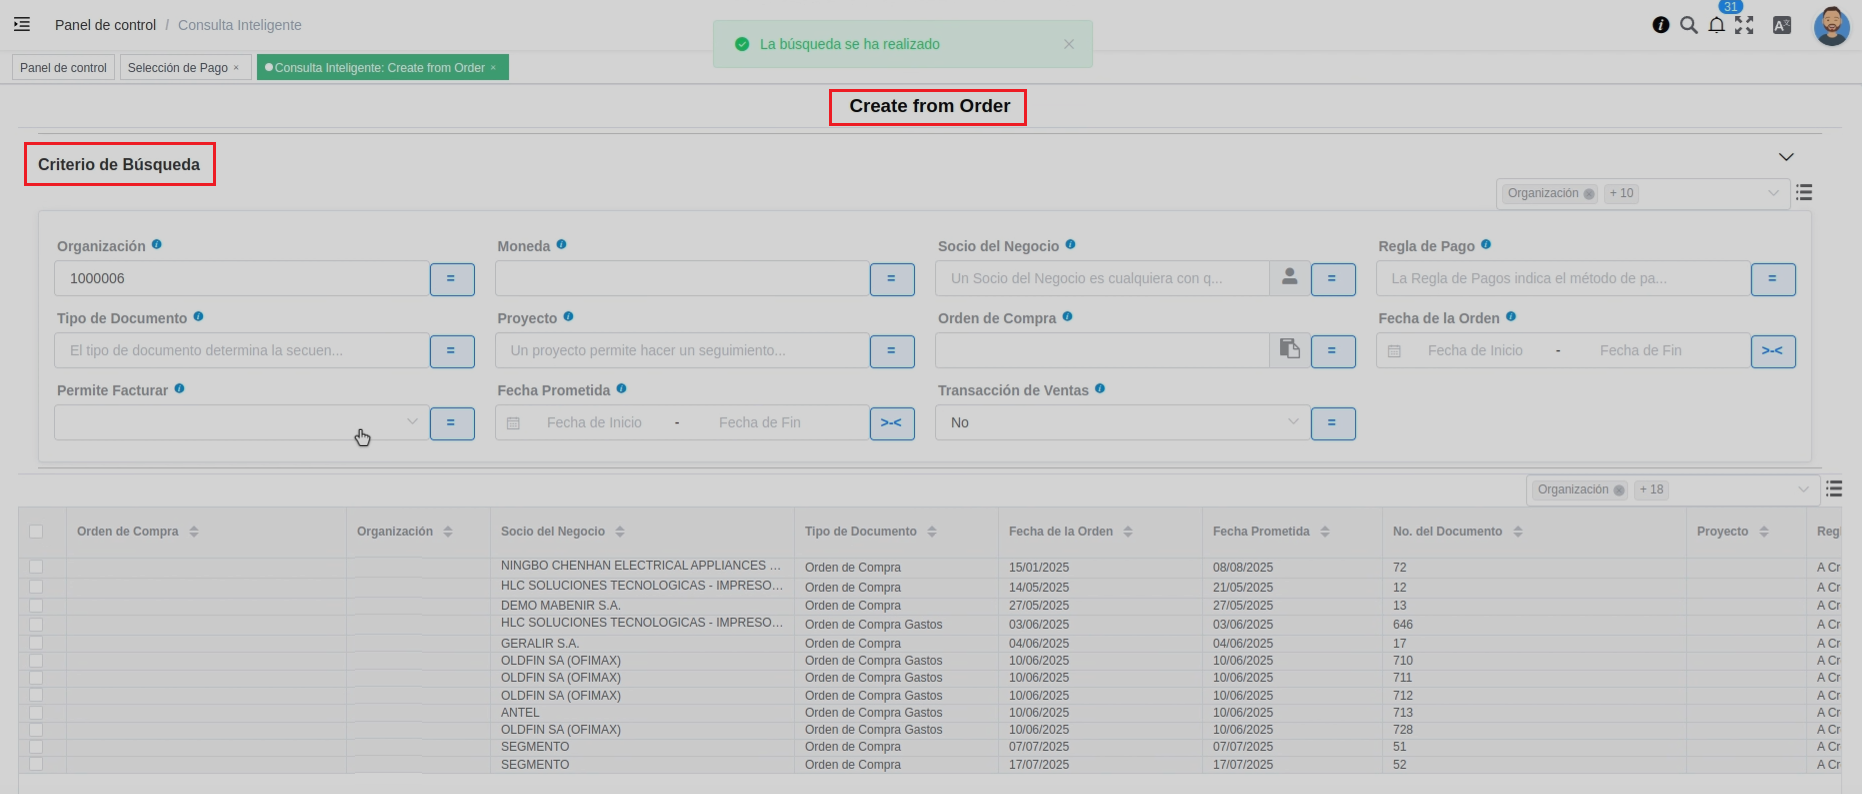 Panel de control / Consulta Inteligente
La búsqueda se ha realizado
31
Panel de control
Selección de Pago ×
Consulta Inteligente: Create from Order ×
Create from Order
Criterio de Búsqueda
Organización + 10
Organización
1000006 =
Moneda
=
Socio del Negocio
Un Socio del Negocio es cualquiera con q... =
Regla de Pago
La Regla de Pagos indica el método de pa... =
Tipo de Documento
El tipo de documento determina la secuen... =
Proyecto
Un proyecto permite hacer un seguimiento... =
Orden de Compra
=
Fecha de la Orden
Fecha de Inicio - Fecha de Fin >-<
Permite Facturar
=
Fecha Prometida
Fecha de Inicio - Fecha de Fin >-<
Transacción de Ventas
No =
Organización + 18
Orden de Compra Organización Socio del Negocio Tipo de Documento Fecha de la Orden Fecha Prometida No. del Documento Proyecto Regl
NINGBO CHENHAN ELECTRICAL APPLIANCES ... Orden de Compra 15/01/2025 08/08/2025 72 A Cr
HLC SOLUCIONES TECNOLOGICAS - IMPRESO... Orden de Compra 14/05/2025 21/05/2025 12 A Cr
DEMO MABENIR S.A. Orden de Compra 27/05/2025 27/05/2025 13 A Cr
HLC SOLUCIONES TECNOLOGICAS - IMPRESO... Orden de Compra Gastos 03/06/2025 03/06/2025 646 A Cr
GERALIR S.A. Orden de Compra 04/06/2025 04/06/2025 17 A Cr
OLDFIN SA (OFIMAX) Orden de Compra Gastos 10/06/2025 10/06/2025 710 A Cr
OLDFIN SA (OFIMAX) Orden de Compra Gastos 10/06/2025 10/06/2025 711 A Cr
OLDFIN SA (OFIMAX) Orden de Compra Gastos 10/06/2025 10/06/2025 712 A Cr
ANTEL Orden de Compra Gastos 10/06/2025 10/06/2025 713 A Cr
OLDFIN SA (OFIMAX) Orden de Compra Gastos 10/06/2025 10/06/2025 728 A Cr
SEGMENTO Orden de Compra 07/07/2025 07/07/2025 51 A Cr
SEGMENTO Orden de Compra 17/07/2025 17/07/2025 52 A Cr